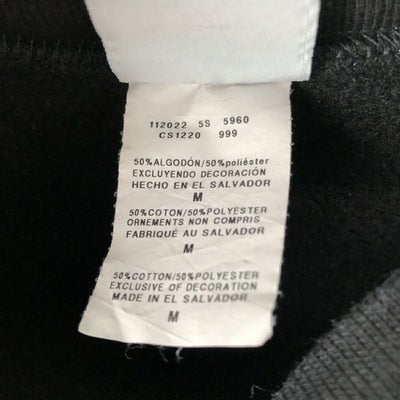 112022 5S 5960
CS1220 999
50%ALGODÓN/50%poliéster
EXCLUYENDO DECORACIÓN
HECHO EN EL SALVADOR
M
50%COTON/50%POLYESTER
ORNEMENTS NON COMPRIS
FABRIQUÉ AU SALVADOR
M
50%COTTON/50%POLYESTER
EXCLUSIVE OF DECORATION
MADE IN EL SALVADOR
M